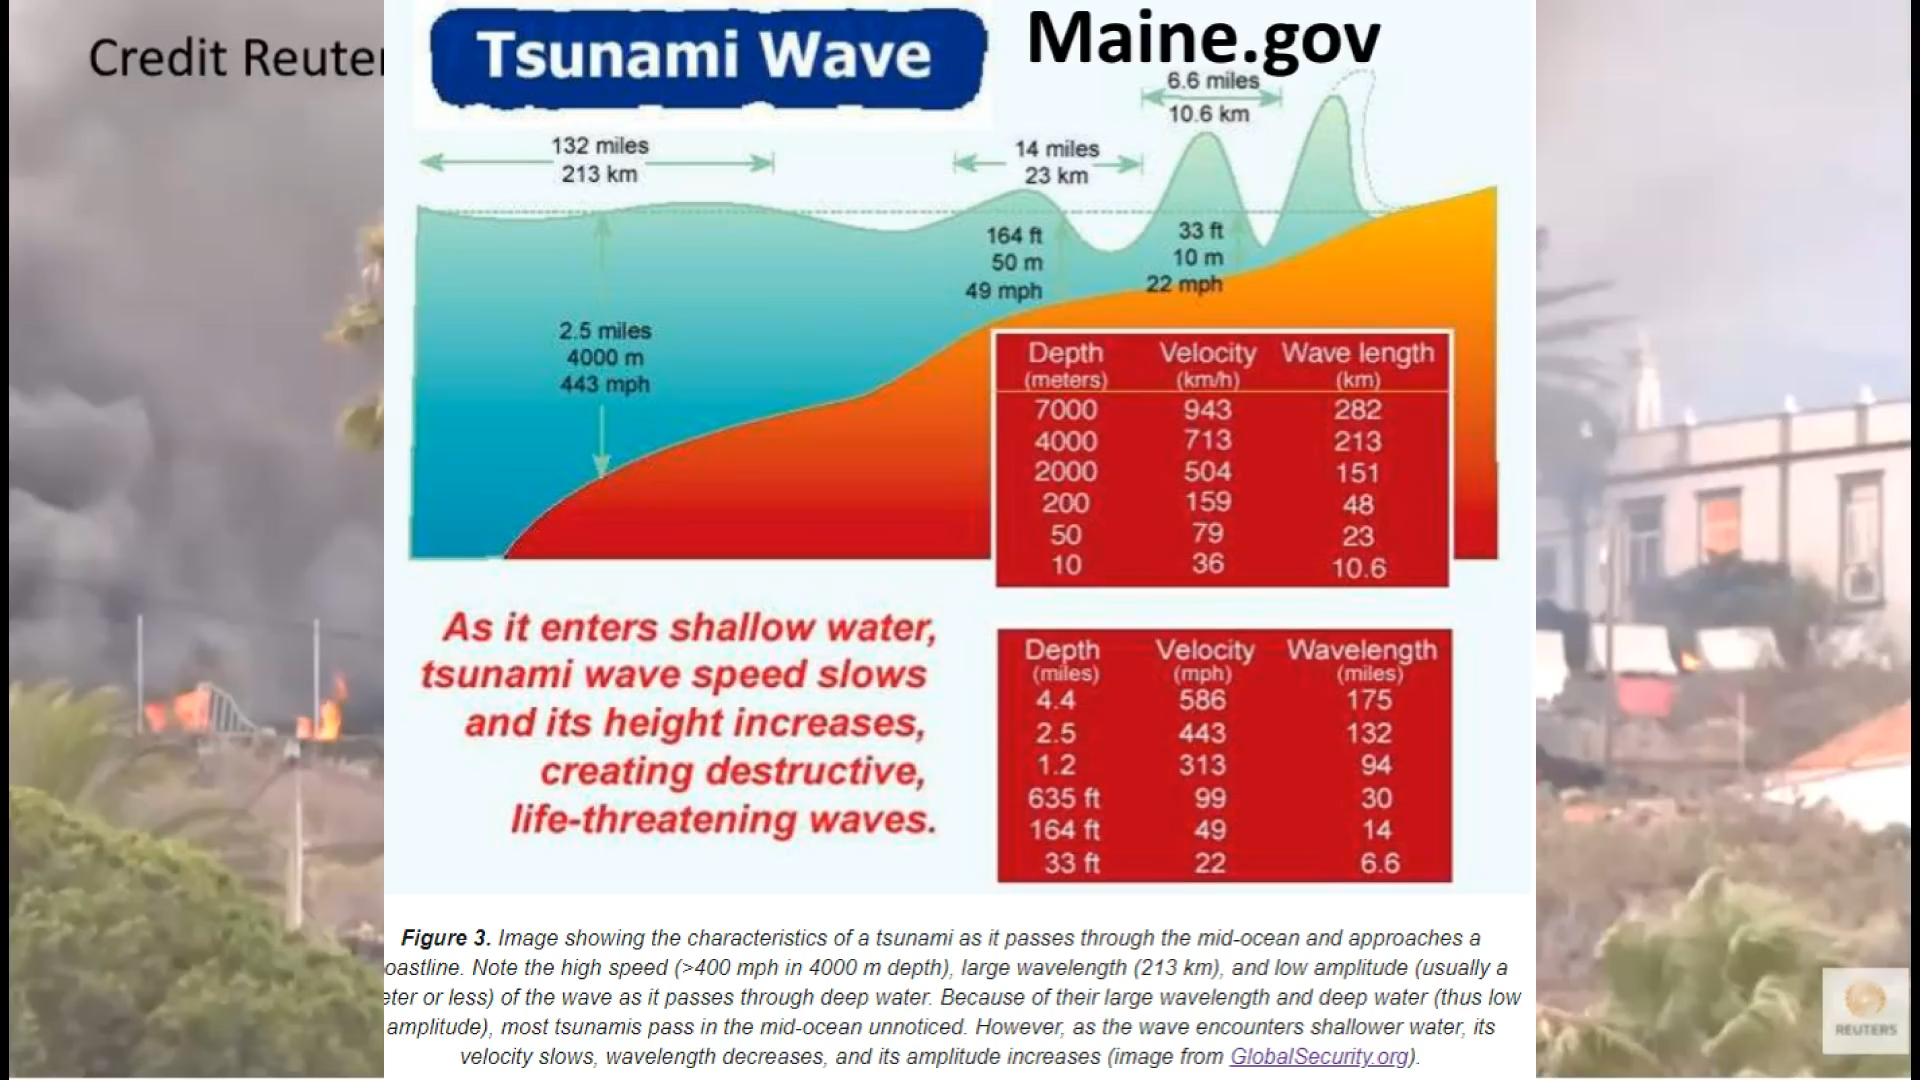 Credit Reuter
Tsunami Wave
Maine.gov
6.6 miles
10.6 km
132 miles
213 km
14 miles
23 km
164 ft
50 m
49 mph
33 ft
10 m
22 mph
2.5 miles
4000 m
443 mph
Depth Velocity Wave length
(meters) (km/h) (km)
7000 943 282
4000 713 213
2000 504 151
200 159 48
50 79 23
10 36 10.6
As it enters shallow water,
tsunami wave speed slows
and its height increases,
creating destructive,
life-threatening waves.
Depth Velocity Wavelength
(miles) (mph) (miles)
4.4 586 175
2.5 443 132
1.2 313 94
635 ft 99 30
164 ft 49 14
33 ft 22 6.6
Figure 3. Image showing the characteristics of a tsunami as it passes through the mid-ocean and approaches a
oastline. Note the high speed (>400 mph in 4000 m depth), large wavelength (213 km), and low amplitude (usually a
eter or less) of the wave as it passes through deep water. Because of their large wavelength and deep water (thus low
amplitude), most tsunamis pass in the mid-ocean unnoticed. However, as the wave encounters shallower water, its
velocity slows, wavelength decreases, and its amplitude increases (image from GlobalSecurity.org).
REUTERS